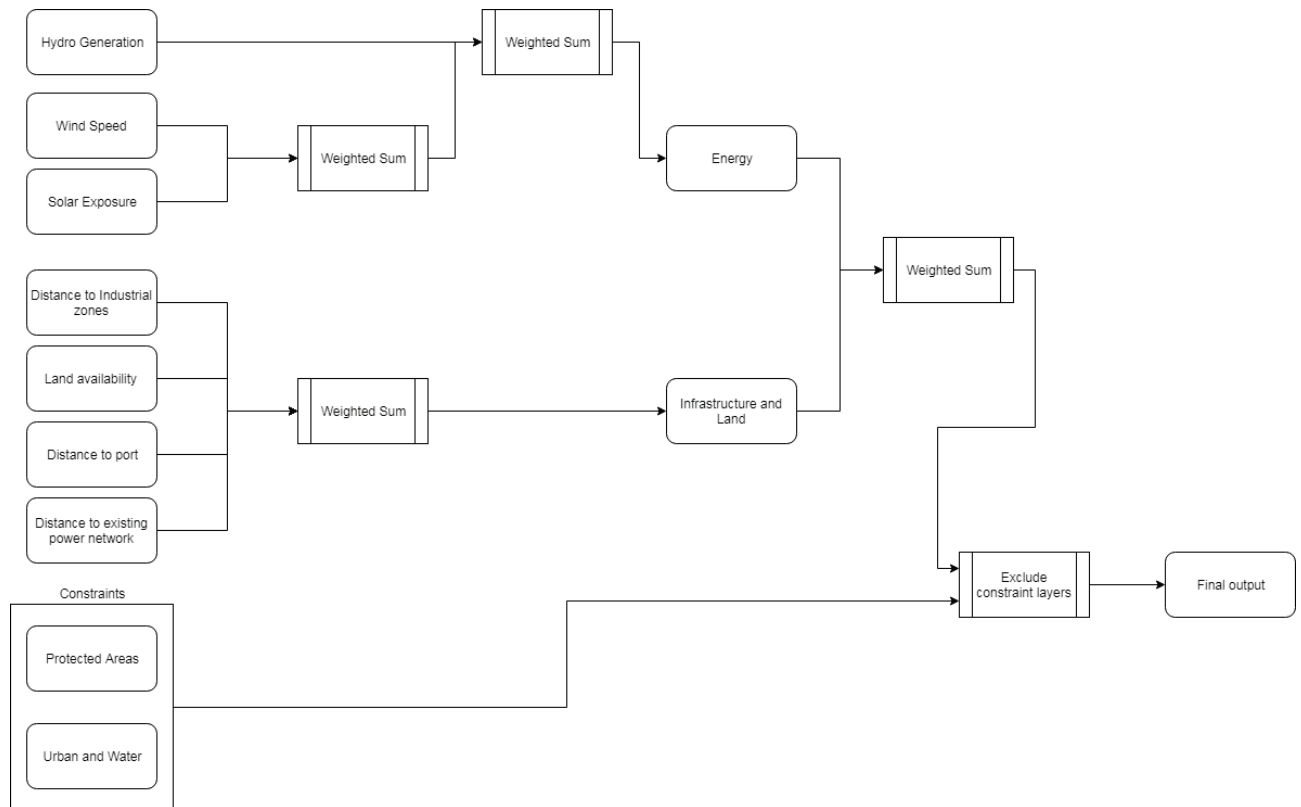 Hydro Generation
Weighted Sum
Wind Speed
Weighted Sum
Energy
Solar Exposure
Weighted Sum
Distance to Industrial
zones
Land availability
Weighted Sum
Infrastructure and
Land
Distance to port
Distance to existing
power network
Exclude
constraint layers
Final output
Constraints
Protected Areas
Urban and Water